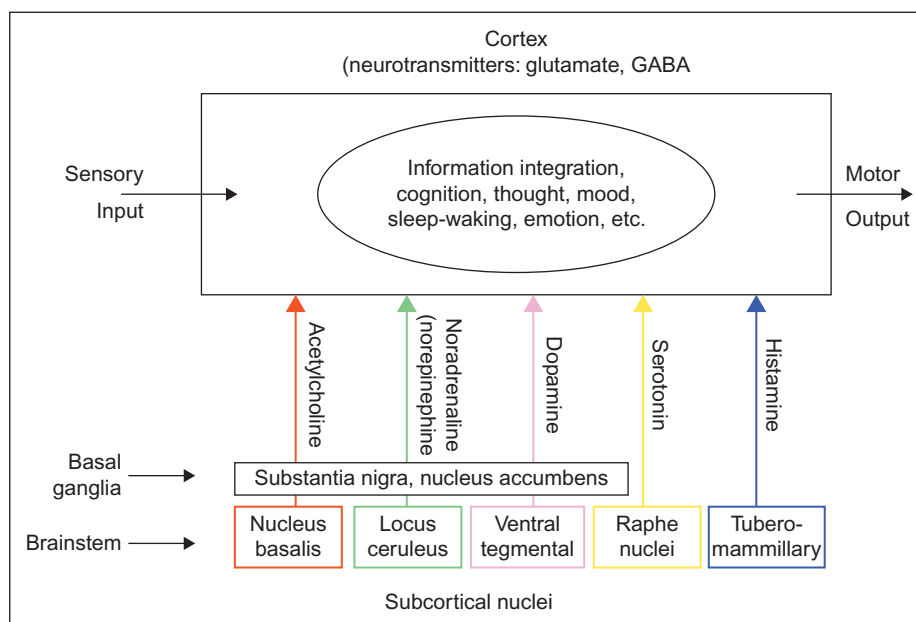 Cortex
(neurotransmitters: glutamate, GABA
Sensory
Input
Information integration,
cognition, thought, mood,
sleep-waking, emotion, etc.
Motor
Output
Acetylcholine
Noradrenaline
(norepinephine
Dopamine
Serotonin
Histamine
Basal
ganglia
Substantia nigra, nucleus accumbens
Brainstem
Nucleus
basalis
Locus
ceruleus
Ventral
tegmental
Raphe
nuclei
Tubero-
mammillary
Subcortical nuclei